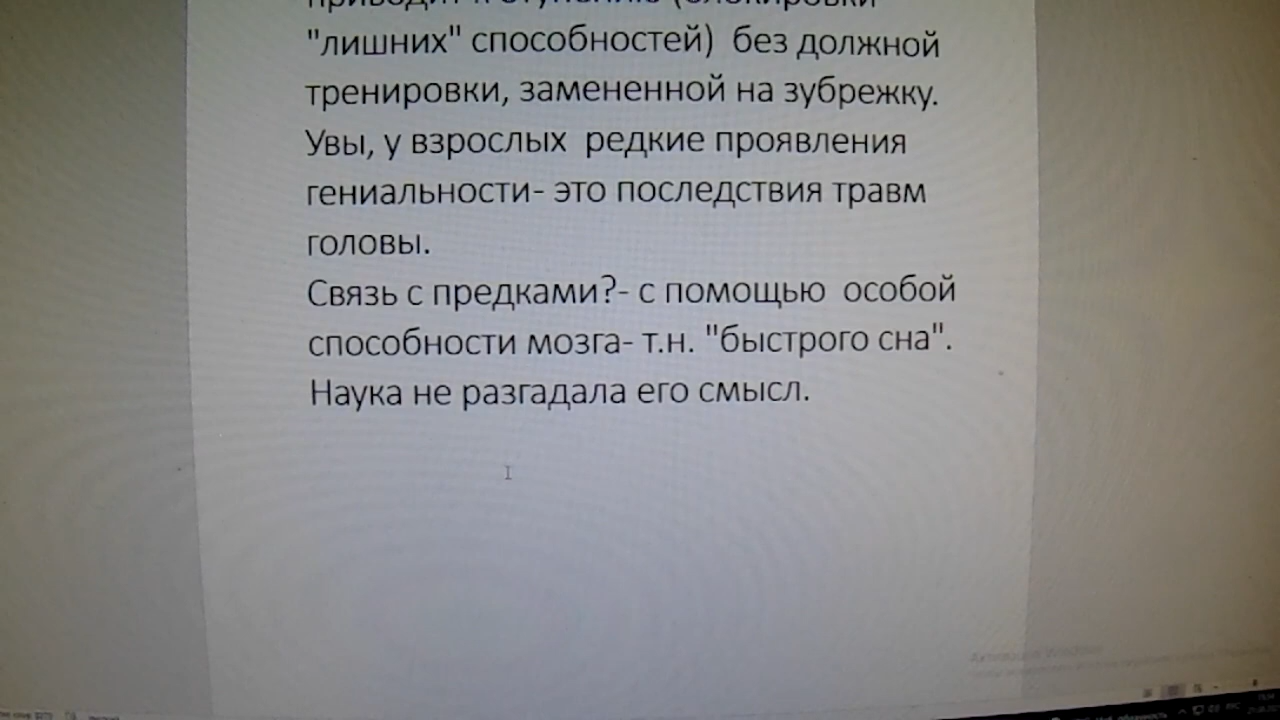 "лишних" способностей)  без должной
тренировки, замененной на зубрежку.
Увы, у взрослых  редкие проявления
гениальности- это последствия травм
головы.
Связь с предками?- с помощью  особой
способности мозга- т.н. "быстрого сна".
Наука не разгадала его смысл.